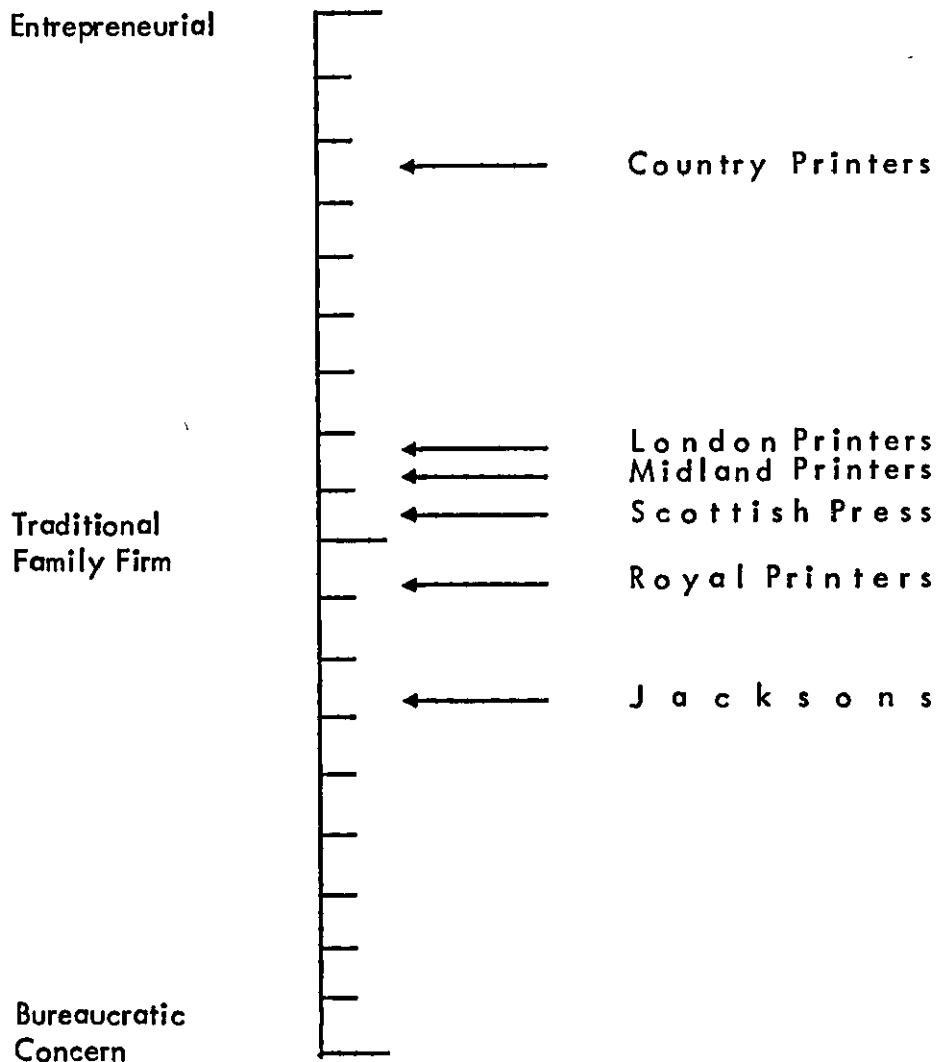 Entrepreneurial
Country Printers
London Printers
Midland Printers
Scottish Press
Traditional
Family Firm
Royal Printers
Jacksons
Bureaucratic
Concern